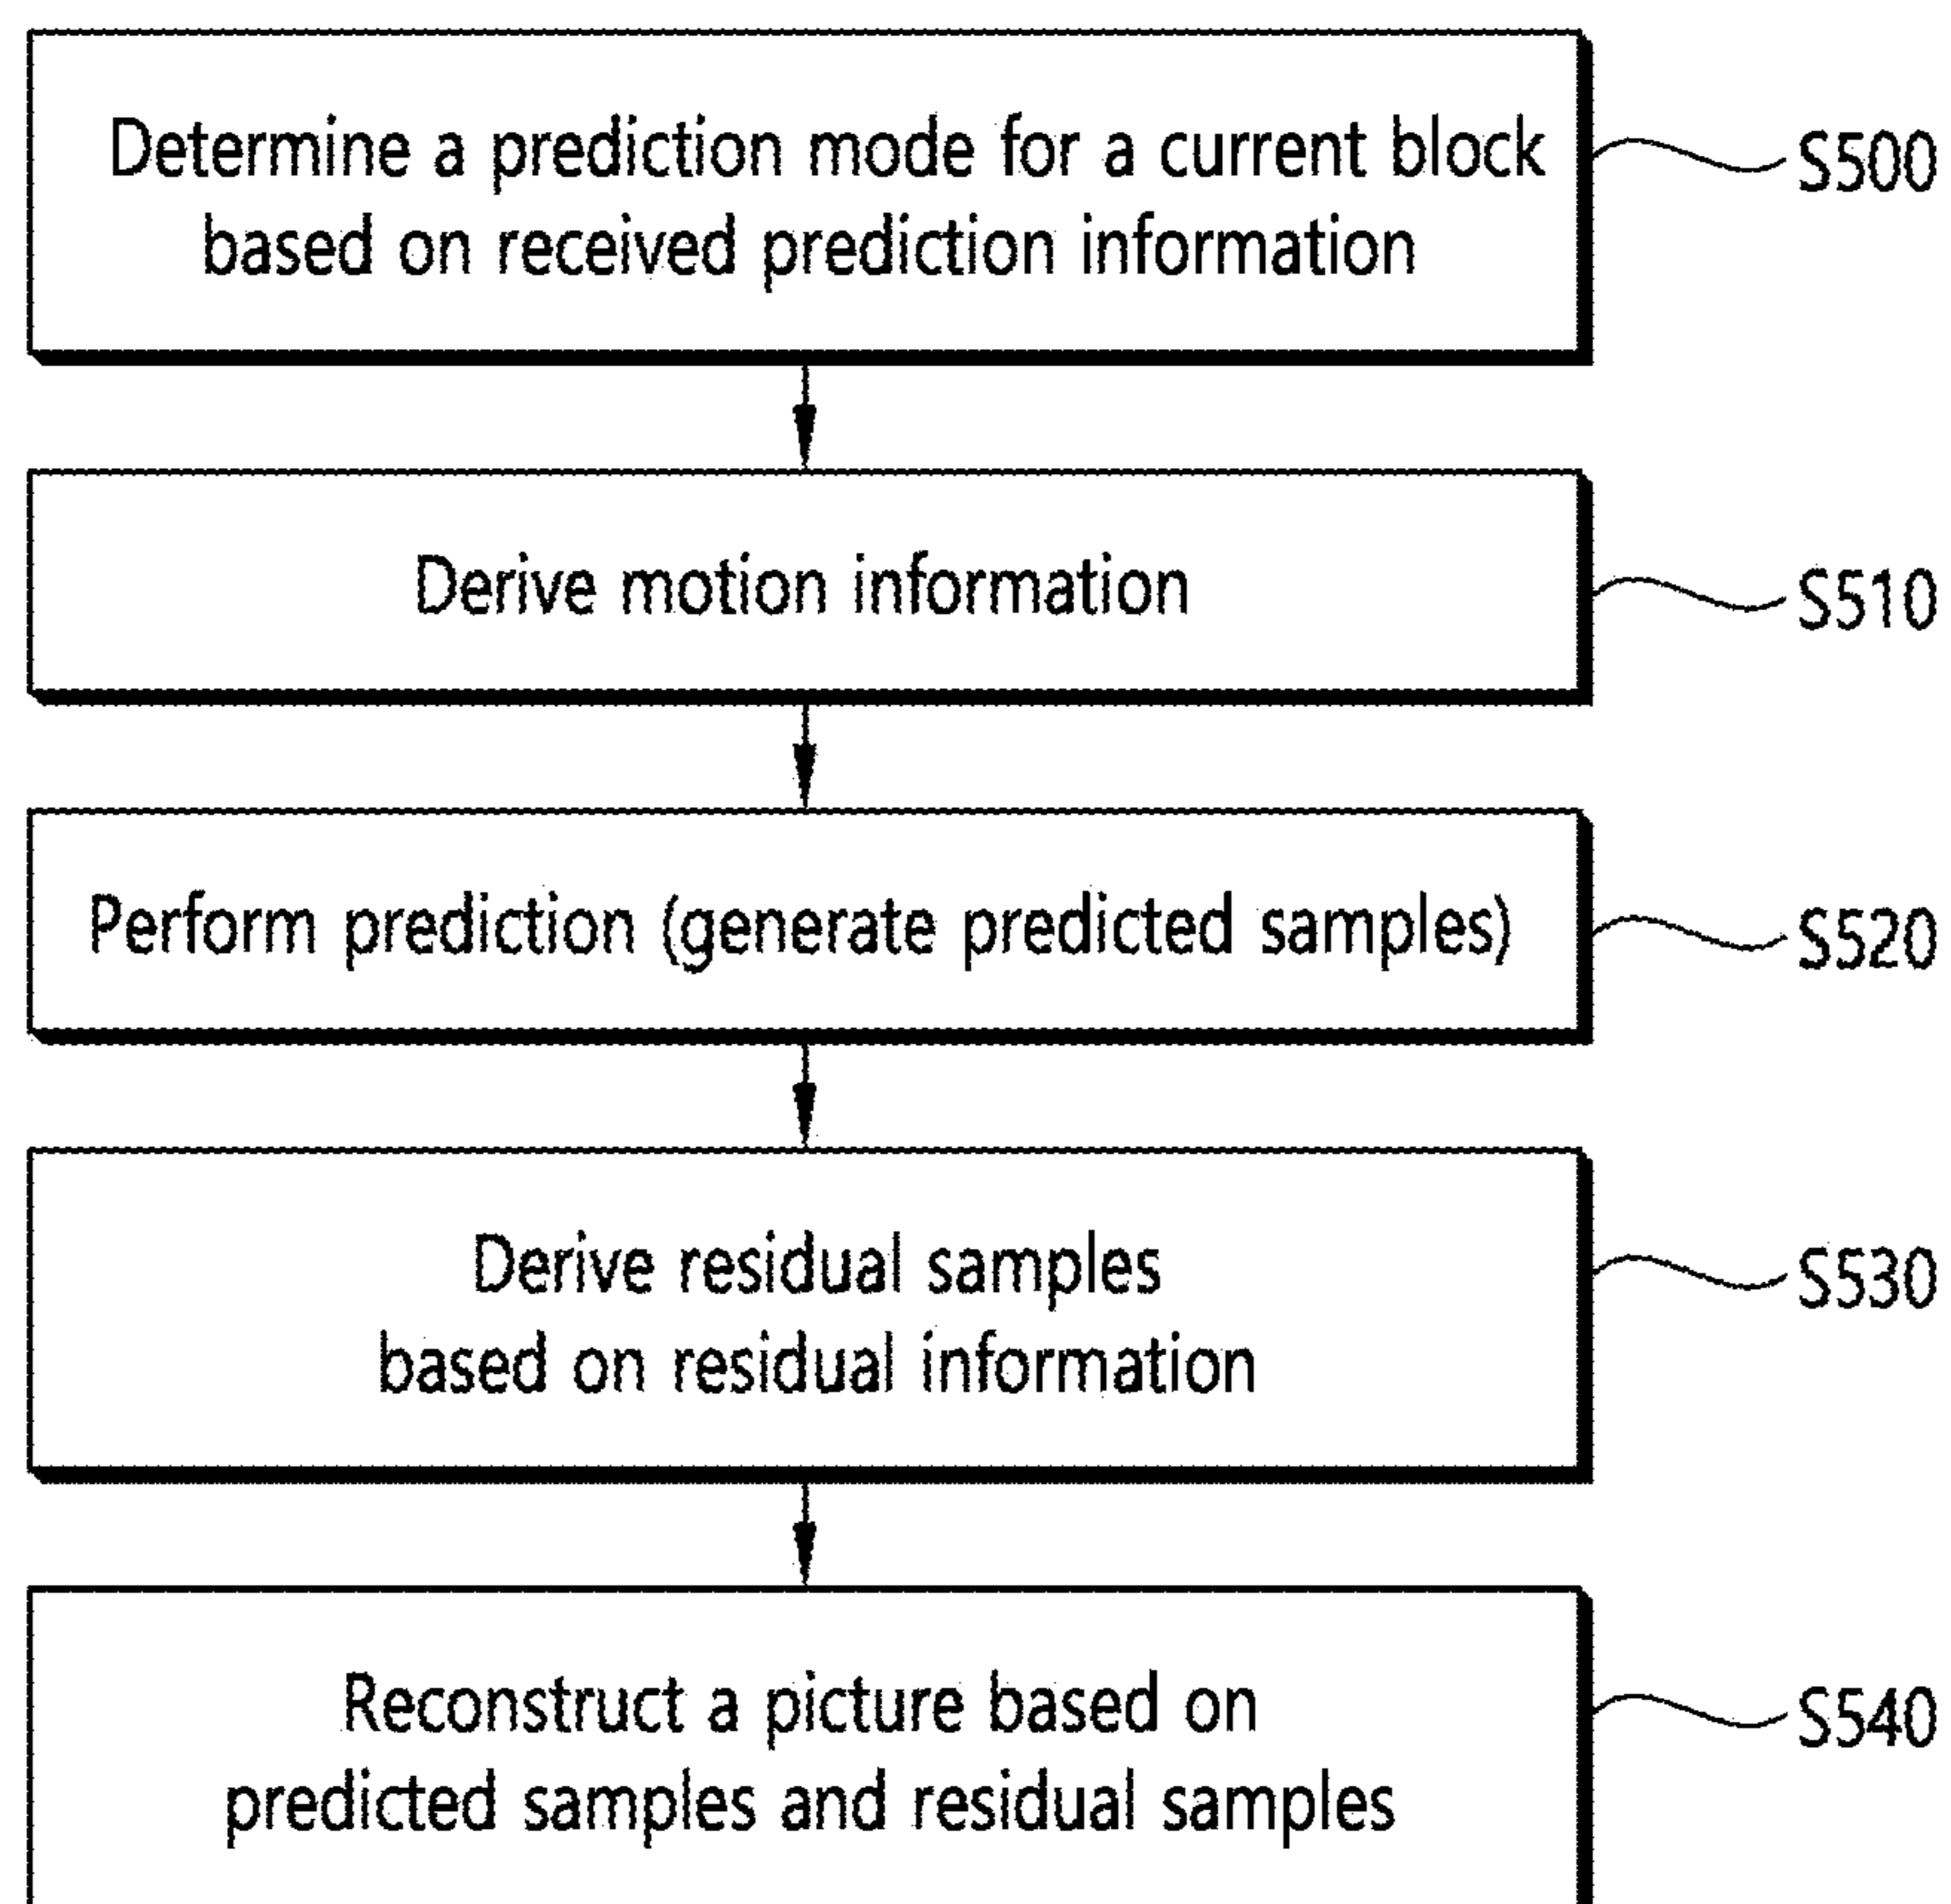 Determine a prediction mode for a current block
based on received prediction information
S500
Derive motion information
S510
Perform prediction (generate predicted samples)
S520
Derive residual samples
based on residual information
S530
Reconstruct a picture based on
predicted samples and residual samples
S540